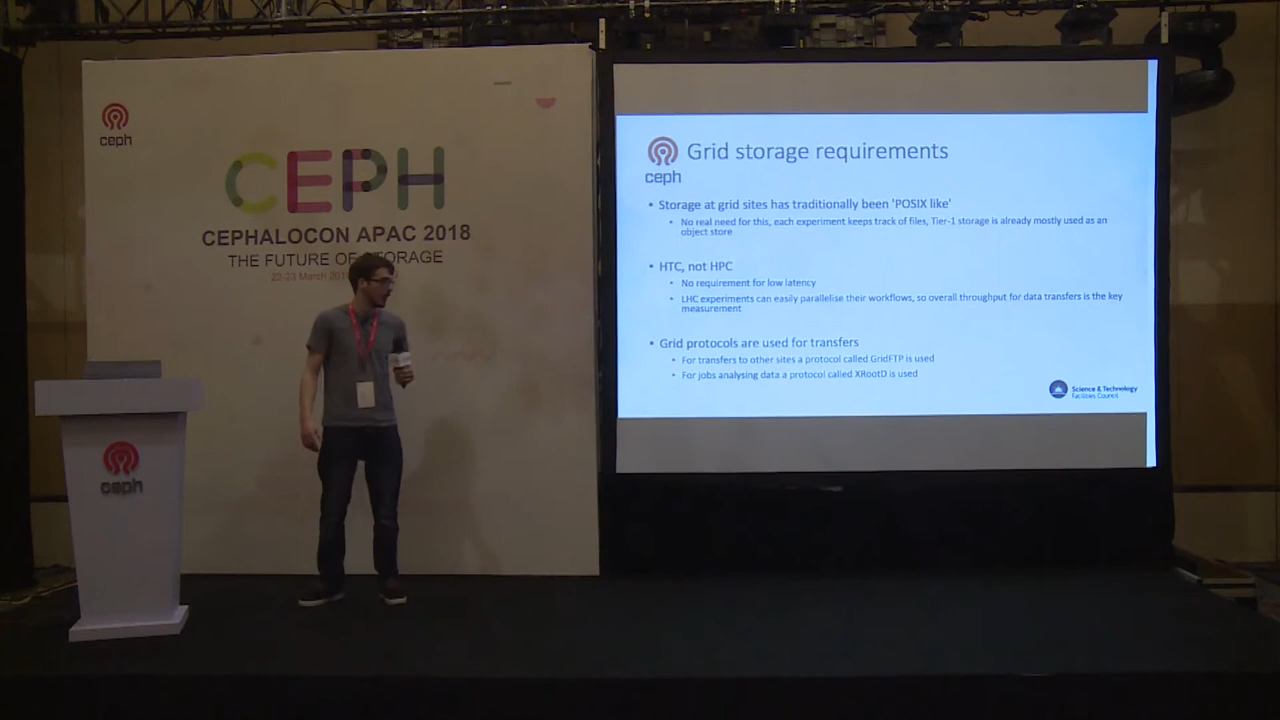 ceph
CEPH
CEPHALOCON APAC 2018
THE FUTURE OF STORAGE
22-23 March
ceph
Grid storage requirements
ceph
• Storage at grid sites has traditionally been 'POSIX like'
• No real need for this, each experiment keeps track of files, Tier-1 storage is already mostly used as an
object store
• HTC, not HPC
• No requirement for low latency
• LHC experiments can easily parallelise their workflows, so overall throughput for data transfers is the key
measurement
• Grid protocols are used for transfers
• For transfers to other sites a protocol called GridFTP is used
• For jobs analysing data a protocol called XRootD is used
Science & Technology
Facilities Council